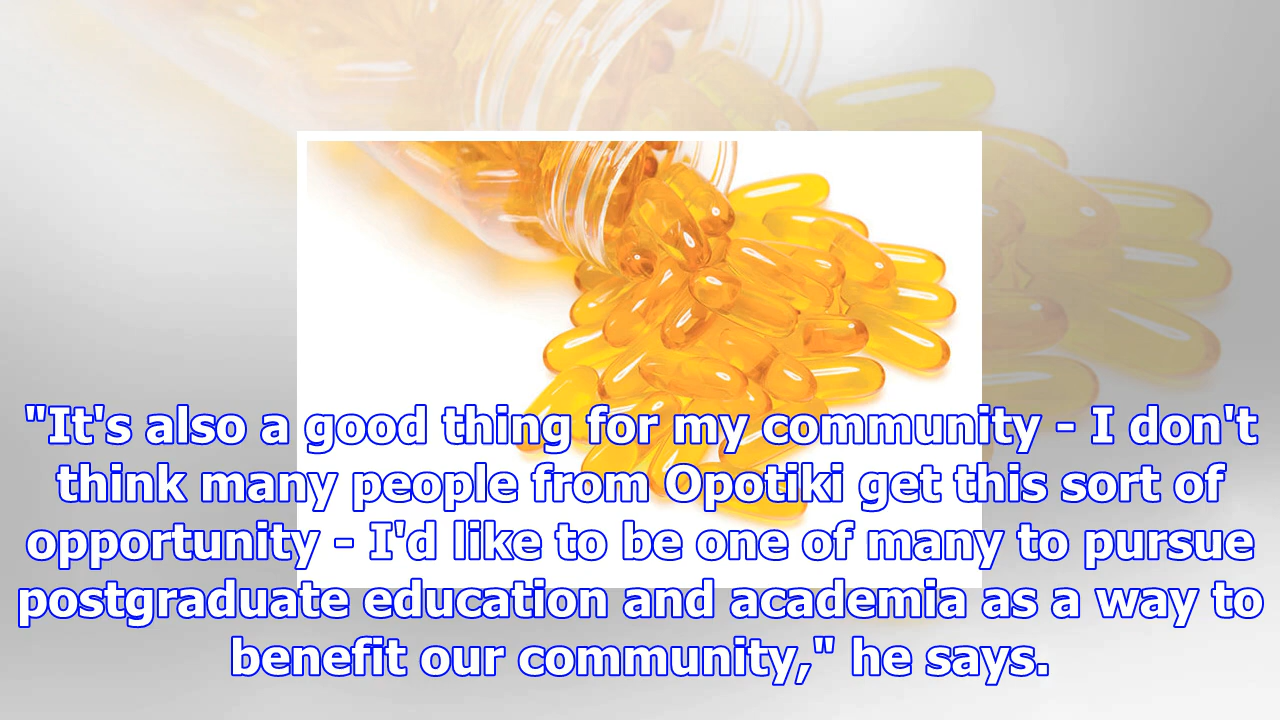 "It's also a good thing for my community - I don't
think many people from Opotiki get this sort of
opportunity - I'd like to be one of many to pursue
postgraduate education and academia as a way to
benefit our community," he says.